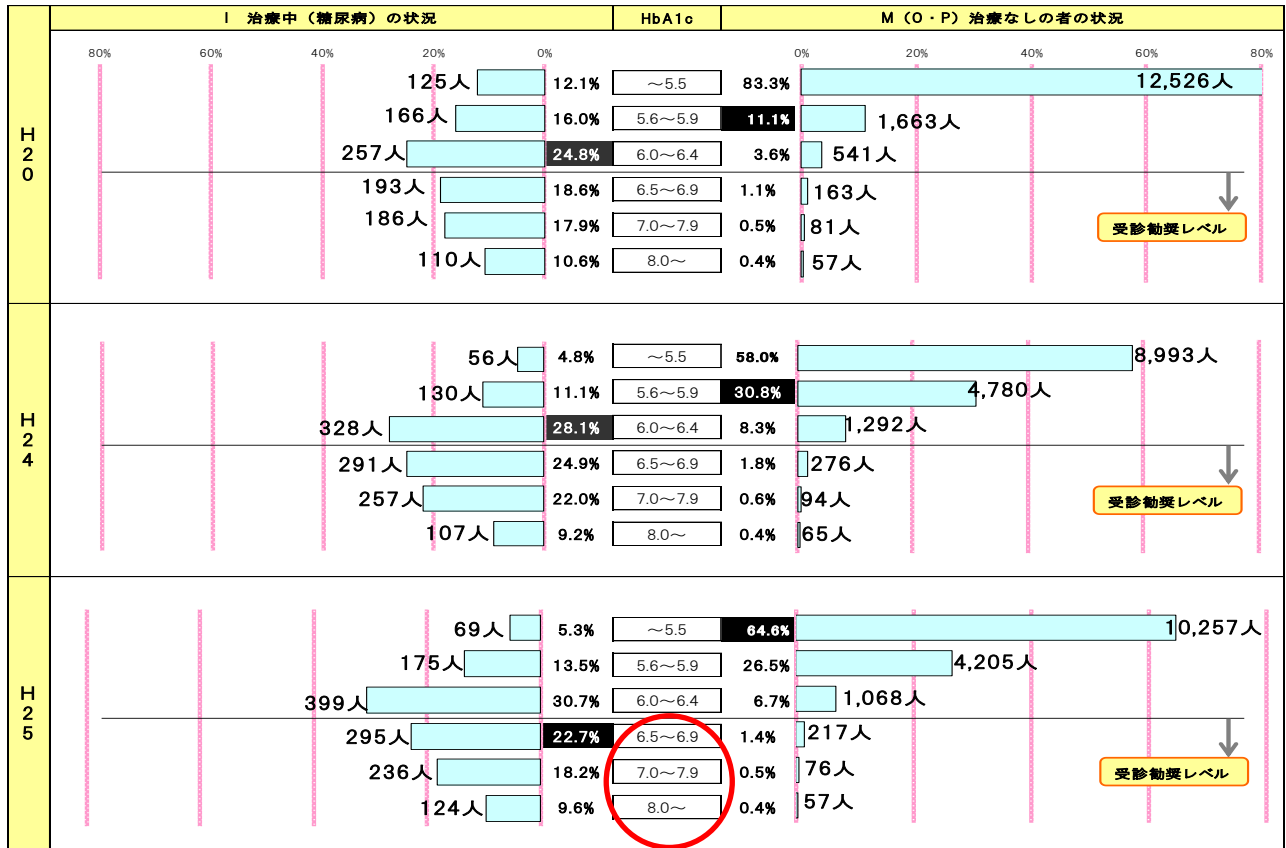 Ⅰ 治療中（糖尿病）の状況 HbA1c M（O・P）治療なしの者の状況
80% 60% 40% 20% 0% 0% 20% 40% 60% 80%
H20
125人 12.1% ～5.5 83.3% 12,526人
166人 16.0% 5.6～5.9 11.1% 1,663人
257人 24.8% 6.0～6.4 3.6% 541人
193人 18.6% 6.5～6.9 1.1% 163人
186人 17.9% 7.0～7.9 0.5% 81人
受診勧奨レベル
110人 10.6% 8.0～ 0.4% 57人
H24
56人 4.8% ～5.5 58.0% 8,993人
130人 11.1% 5.6～5.9 30.8% 4,780人
328人 28.1% 6.0～6.4 8.3% 1,292人
291人 24.9% 6.5～6.9 1.8% 276人
257人 22.0% 7.0～7.9 0.6% 94人
受診勧奨レベル
107人 9.2% 8.0～ 0.4% 65人
H25
69人 5.3% ～5.5 64.6% 10,257人
175人 13.5% 5.6～5.9 26.5% 4,205人
399人 30.7% 6.0～6.4 6.7% 1,068人
295人 22.7% 6.5～6.9 1.4% 217人
236人 18.2% 7.0～7.9 0.5% 76人
受診勧奨レベル
124人 9.6% 8.0～ 0.4% 57人